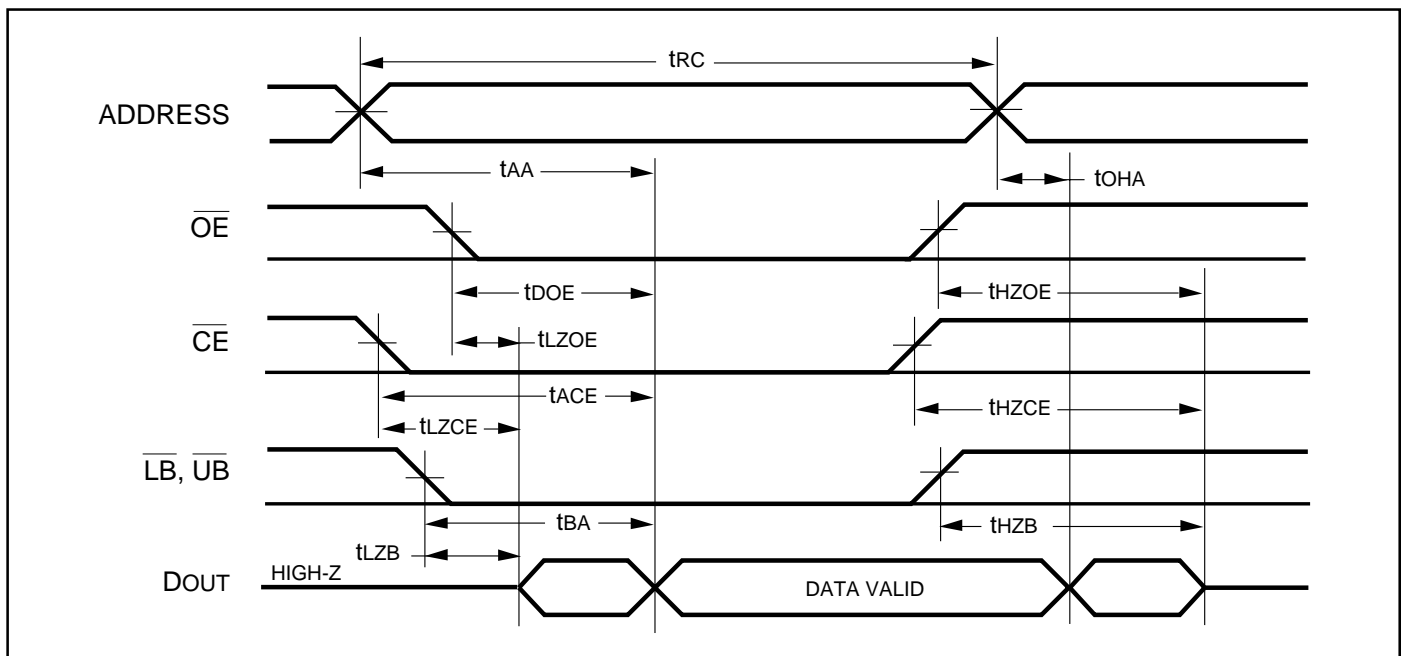 tRC
ADDRESS
tAA
tOHA
OE
tDOE
tHZOE
CE
tLZOE
tACE
tHZCE
tLZCE
LB, UB
tBA
tHZB
tLZB
DOUT
HIGH-Z
DATA VALID